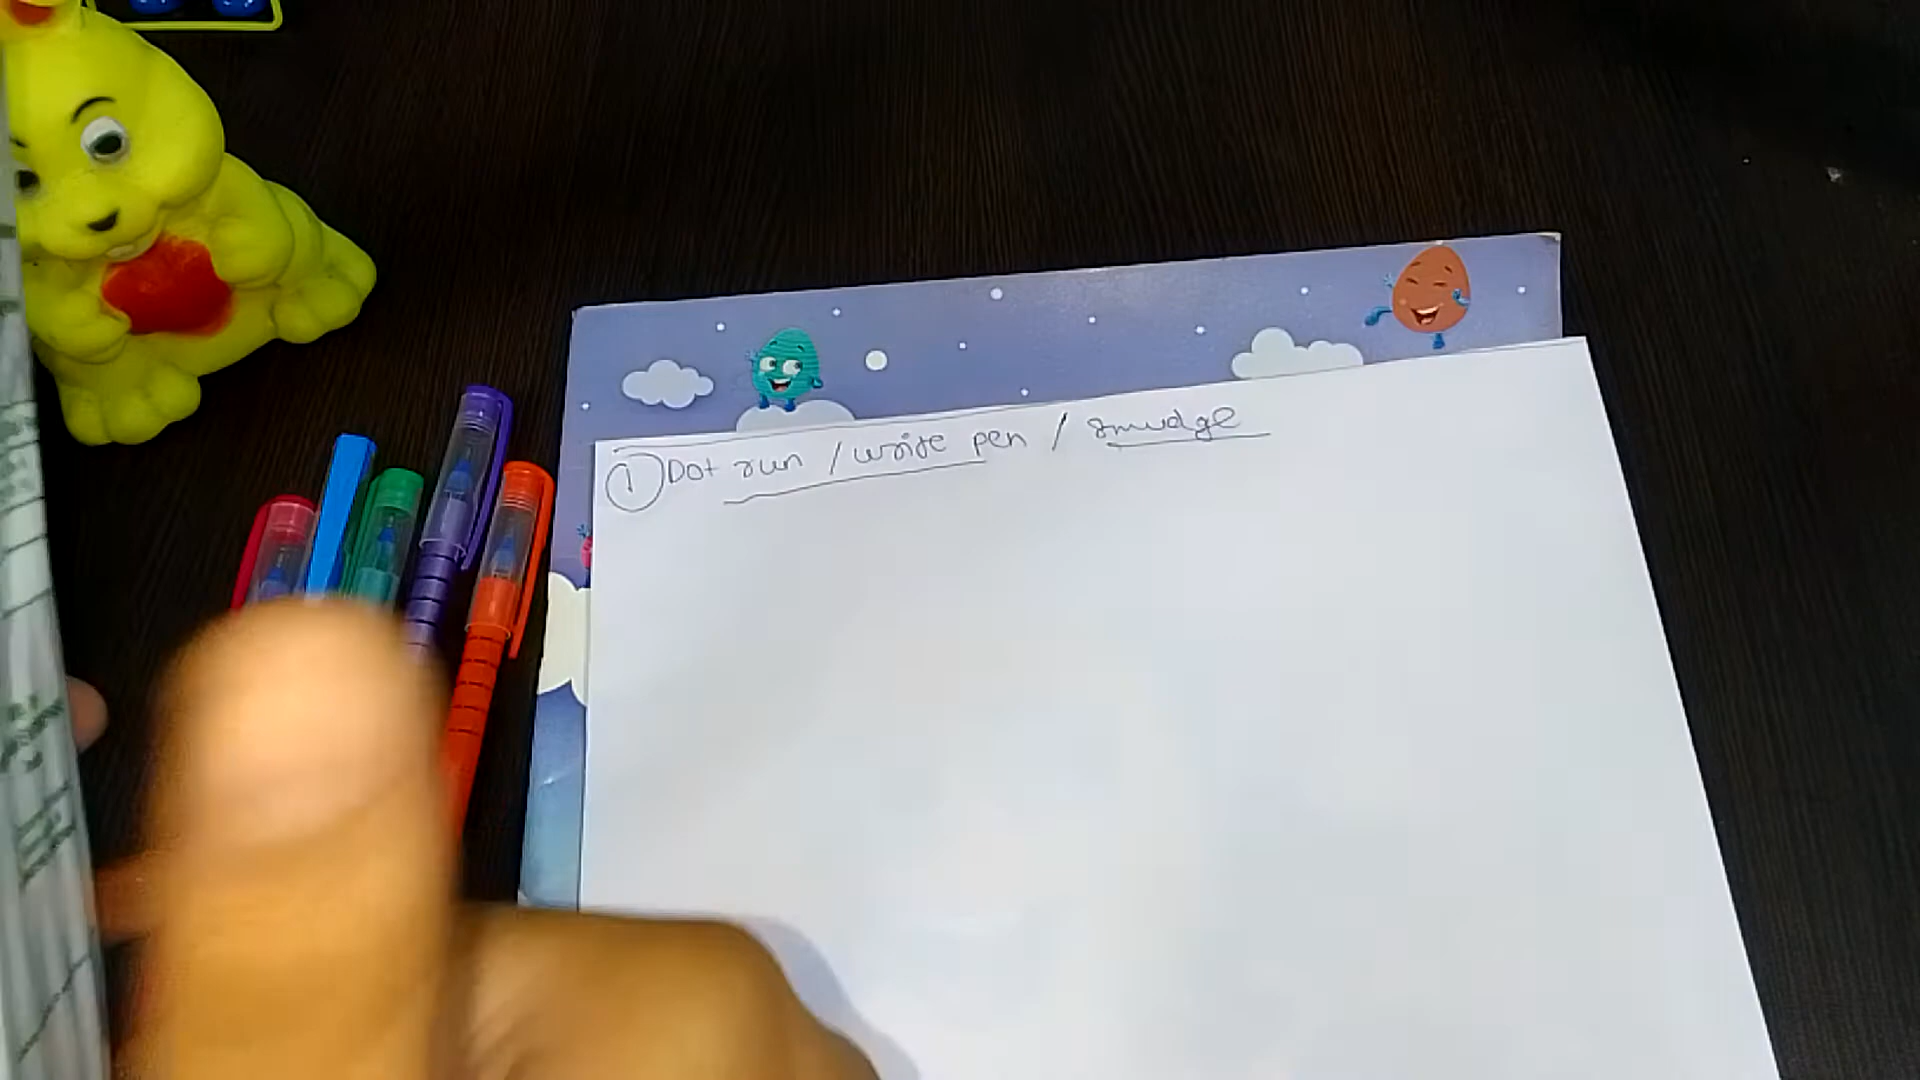 ① Dot run / write pen / smudge